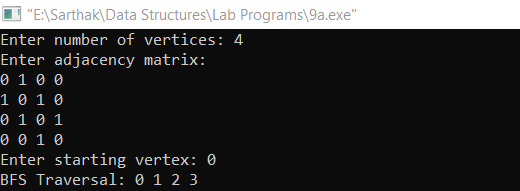 "E:\Sarthak\Data Structures\Lab Programs\9a.exe"
Enter number of vertices: 4
Enter adjacency matrix:
0 1 0 0
1 0 1 0
0 1 0 1
0 0 1 0
Enter starting vertex: 0
BFS Traversal: 0 1 2 3